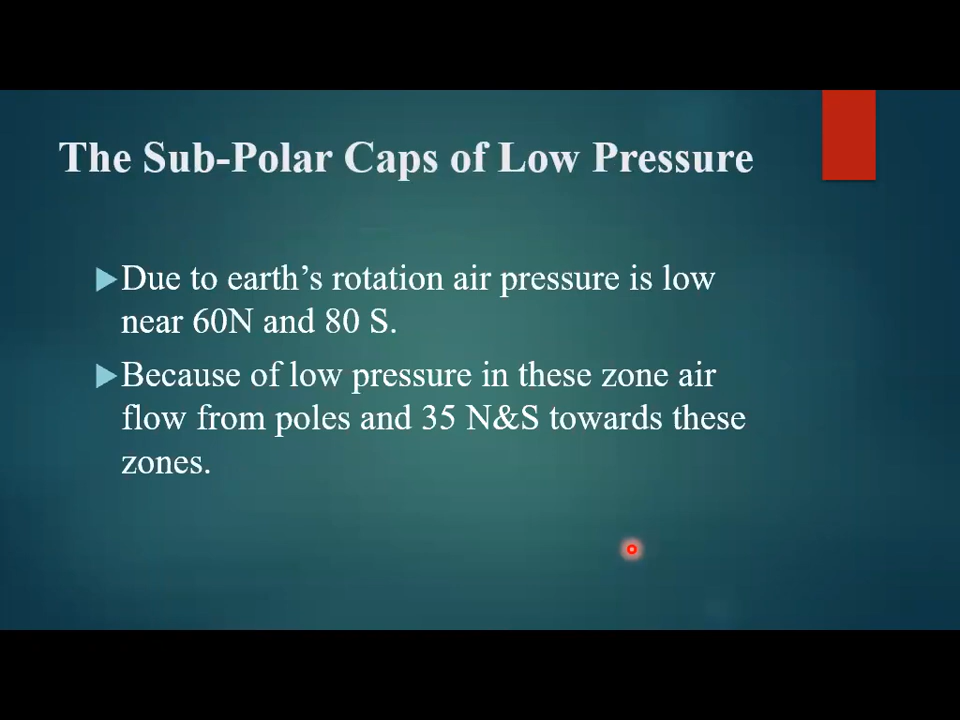 The Sub-Polar Caps of Low Pressure
Due to earth’s rotation air pressure is low
near 60N and 80 S.
Because of low pressure in these zone air
flow from poles and 35 N&S towards these
zones.